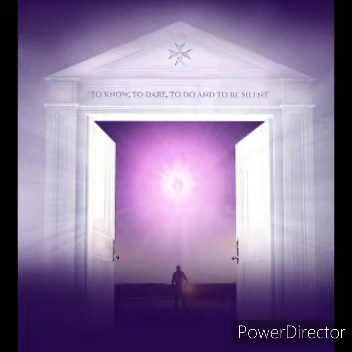 TO KNOW, TO DARE, TO DO AND TO BE SILENT
PowerDirector